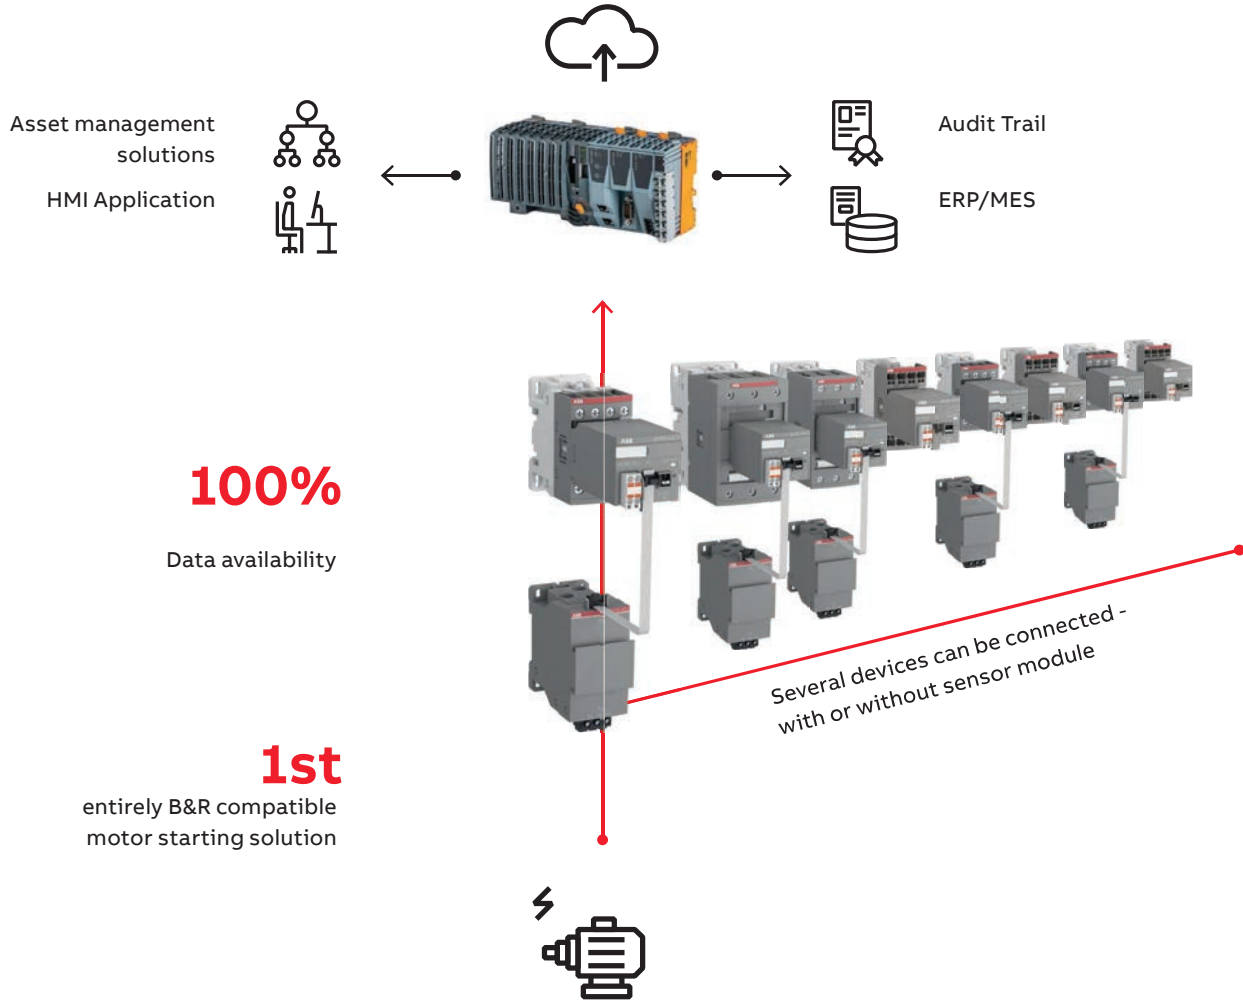 Asset management
solutions
HMI Application
Audit Trail
ERP/MES
100%
Data availability
Several devices can be connected -
with or without sensor module
1st
entirely B&R compatible
motor starting solution